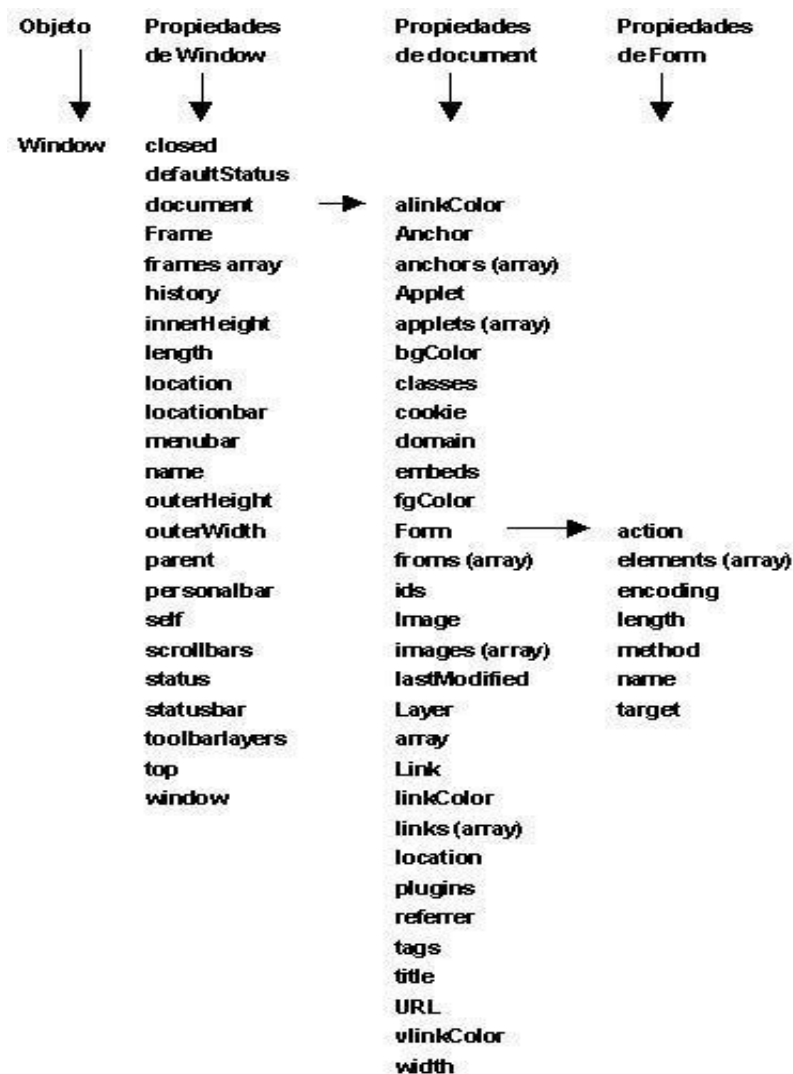 Objeto Propiedades Propiedades Propiedades
de Window de document de Form
Window closed
defaultStatus
document alinkColor
Frame Anchor
frames array anchors (array)
history Applet
innerHeight applets (array)
length bgColor
location classes
locationbar cookie
menubar domain
name embeds
outerHeight fgColor
outerWidth Form action
parent froms (array) elements (array)
personalbar ids encoding
self Image length
scrollbars images (array) method
status lastModified name
statusbar Layer target
toolbarlayers array
top Link
window linkColor
links (array)
location
plugins
referrer
tags
title
URL
vlinkColor
width